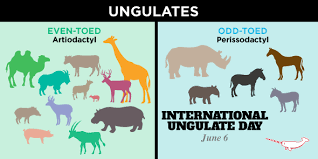 UNGULATES
EVEN-TOED
Artiodactyl
ODD-TOED
Perissodactyl
INTERNATIONAL
UNGULATE DAY
June 6